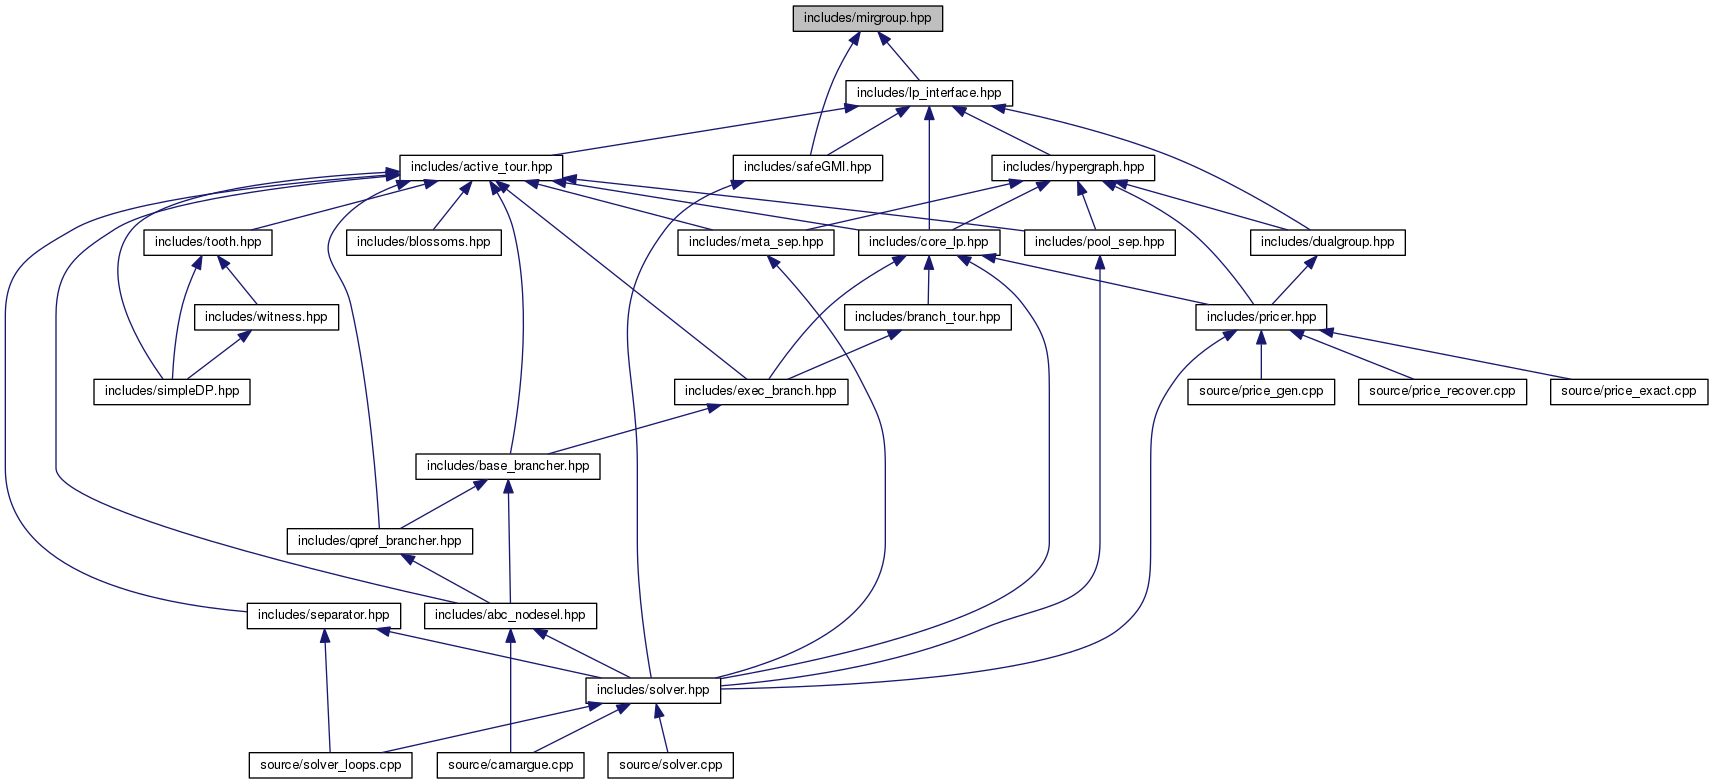 includes/mirgroup.hpp
includes/lp_interface.hpp
includes/active_tour.hpp
includes/safeGMI.hpp
includes/hypergraph.hpp
includes/tooth.hpp
includes/blossoms.hpp
includes/meta_sep.hpp
includes/core_lp.hpp
includes/pool_sep.hpp
includes/dualgroup.hpp
includes/witness.hpp
includes/branch_tour.hpp
includes/pricer.hpp
includes/simpleDP.hpp
includes/exec_branch.hpp
source/price_gen.cpp
source/price_recover.cpp
source/price_exact.cpp
includes/base_brancher.hpp
includes/qpref_brancher.hpp
includes/separator.hpp
includes/abc_nodesel.hpp
includes/solver.hpp
source/solver_loops.cpp
source/camargue.cpp
source/solver.cpp